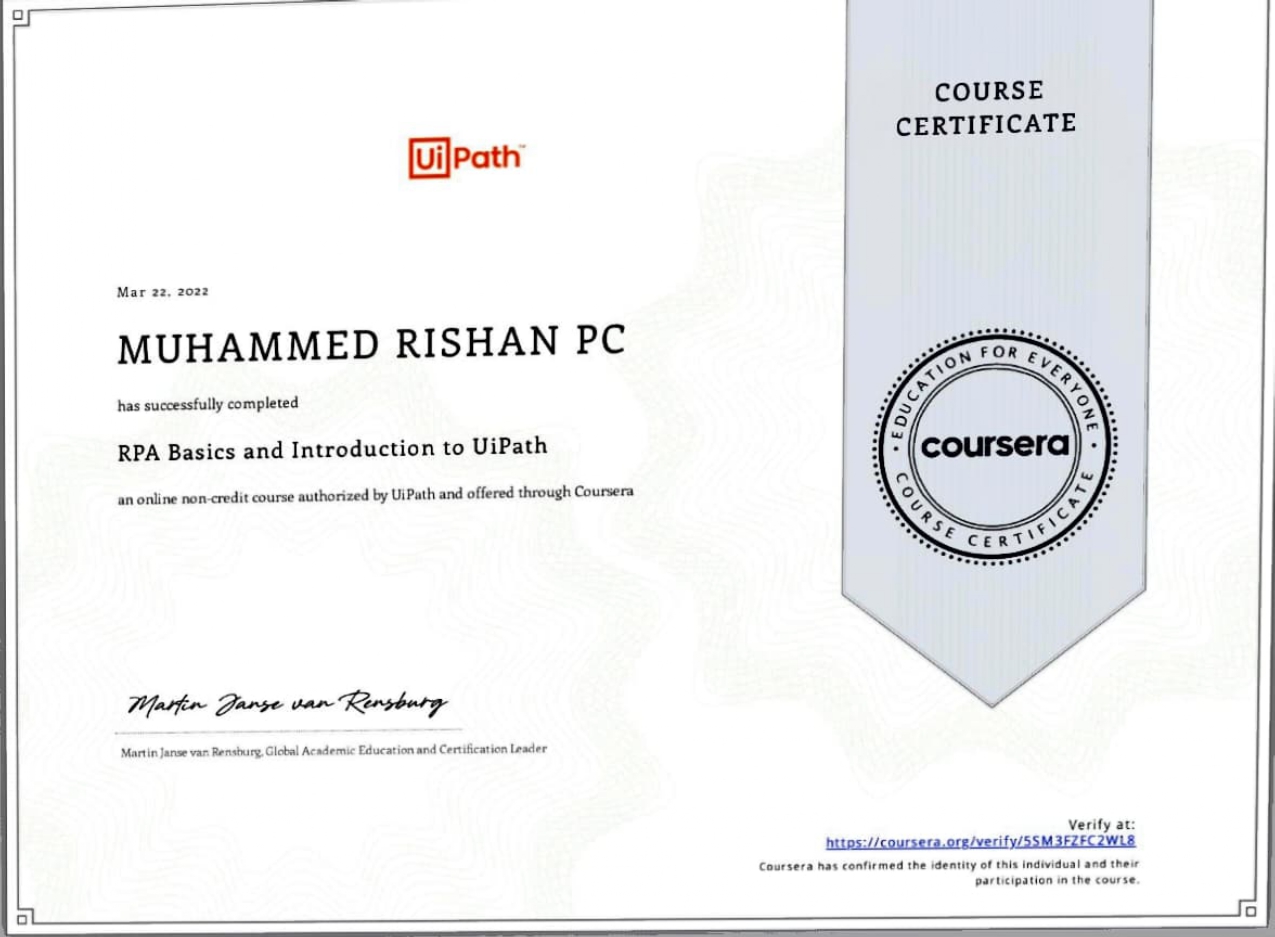 COURSE
CERTIFICATE
UiPath™
Mar 22, 2022
MUHAMMED RISHAN PC
has successfully completed
RPA Basics and Introduction to UiPath
an online non-credit course authorized by UiPath and offered through Coursera
EDUCATION FOR EVERYONE
coursera
COURSE CERTIFICATE
Martin Janse van Rensburg
Martin Janse van Rensburg, Global Academic Education and Certification Leader
Verify at:
https://coursera.org/verify/5SM3FZFC2WL8
Coursera has confirmed the identity of this individual and their
participation in the course.